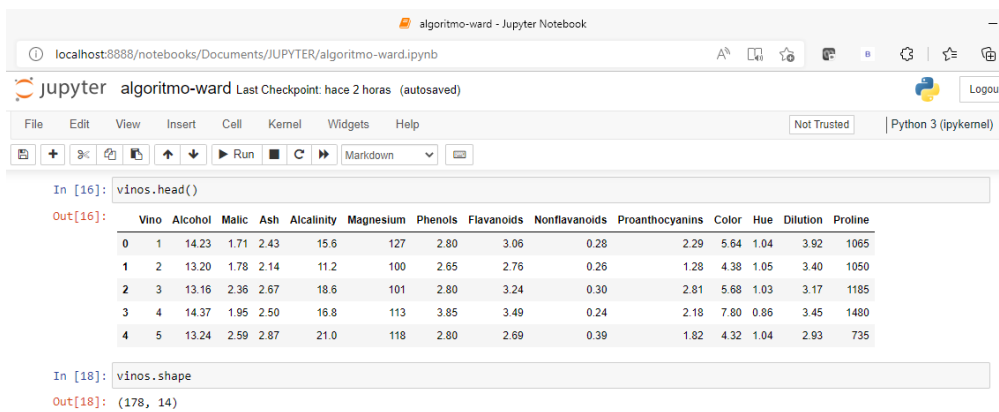 algoritmo-ward - Jupyter Notebook
localhost:8888/notebooks/Documents/JUPYTER/algoritmo-ward.ipynb
jupyter algoritmo-ward Last Checkpoint: hace 2 horas (autosaved)
Logou
File Edit View Insert Cell Kernel Widgets Help Not Trusted Python 3 (ipykernel)
Run Markdown
In [16]: vinos.head()
Out[16]:
Vino Alcohol Malic Ash Alcalinity Magnesium Phenols Flavanoids Nonflavanoids Proanthocyanins Color Hue Dilution Proline
0 1 14.23 1.71 2.43 15.6 127 2.80 3.06 0.28 2.29 5.64 1.04 3.92 1065
1 2 13.20 1.78 2.14 11.2 100 2.65 2.76 0.26 1.28 4.38 1.05 3.40 1050
2 3 13.16 2.36 2.67 18.6 101 2.80 3.24 0.30 2.81 5.68 1.03 3.17 1185
3 4 14.37 1.95 2.50 16.8 113 3.85 3.49 0.24 2.18 7.80 0.86 3.45 1480
4 5 13.24 2.59 2.87 21.0 118 2.80 2.69 0.39 1.82 4.32 1.04 2.93 735
In [18]: vinos.shape
Out[18]: (178, 14)